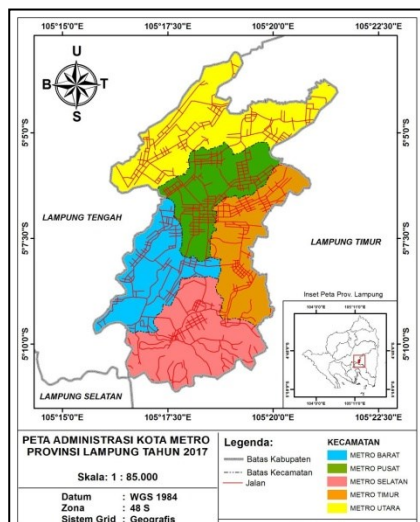 105°15'0"E 105°17'30"E 105°20'0"E 105°22'30"E
U
B T
S
5°5'0"S 5°5'0"S
LAMPUNG TENGAH
LAMPUNG TIMUR
5°7'30"S 5°7'30"S
Inset Peta Prov. Lampung
5°10'0"S 5°10'0"S
LAMPUNG SELATAN
105°15'0"E 105°17'30"E 105°20'0"E 105°22'30"E
PETA ADMINISTRASI KOTA METRO
PROVINSI LAMPUNG TAHUN 2017
Skala: 1 : 85.000
Datum : WGS 1984
Zona : 48 S
Sistem Grid : Geografis
Legenda:
Batas Kabupaten
Batas Kecamatan
Jalan
KECAMATAN
METRO BARAT
METRO PUSAT
METRO SELATAN
METRO TIMUR
METRO UTARA